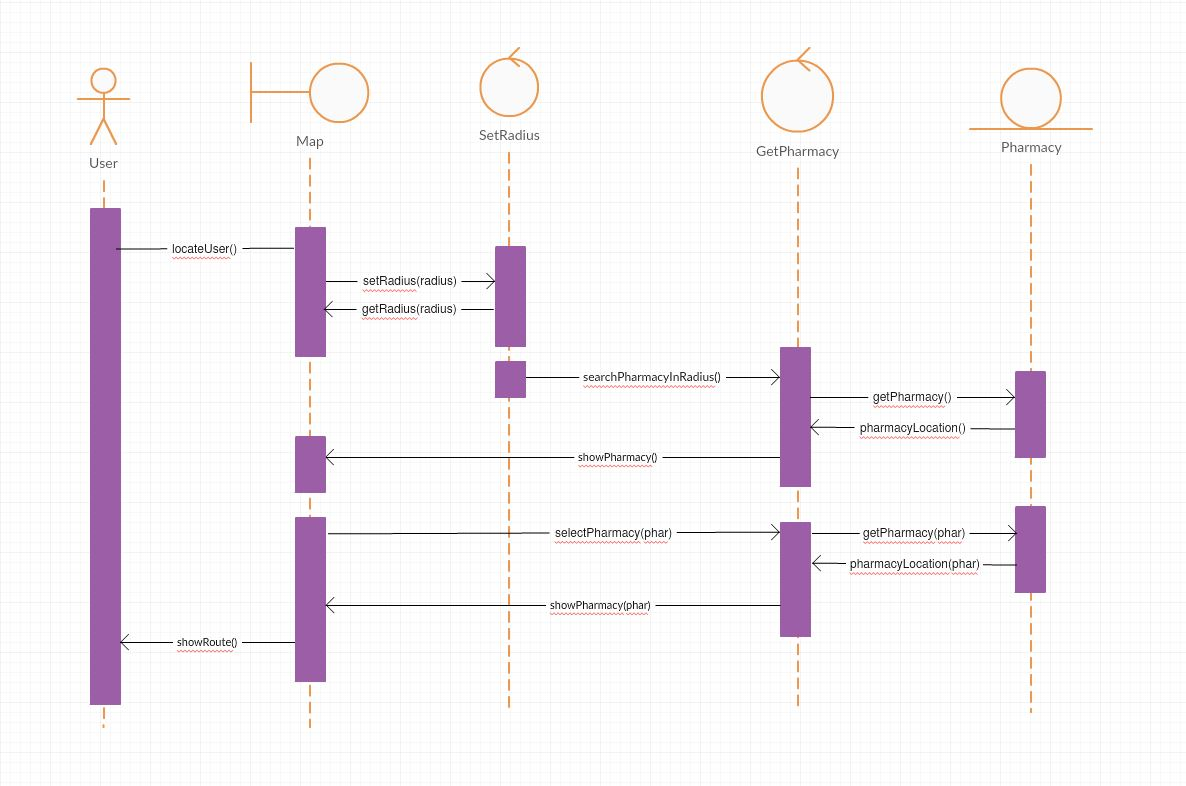 User
Map
SetRadius
GetPharmacy
Pharmacy
locateUser()
setRadius(radius)
getRadius(radius)
searchPharmacyInRadius()
getPharmacy()
pharmacyLocation()
showPharmacy()
selectPharmacy(phar)
getPharmacy(phar)
pharmacyLocation(phar)
showPharmacy(phar)
showRoute()